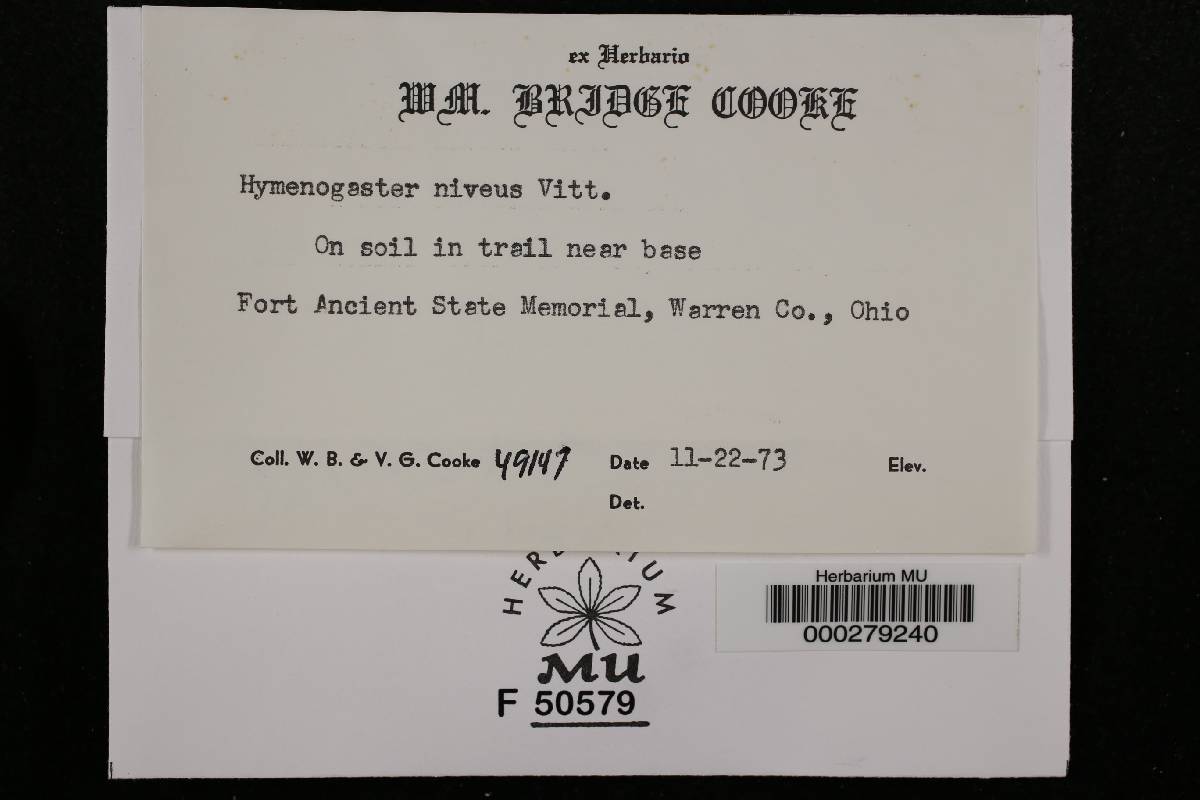 ex Herbario
WM. BRIDGE COOKE
Hymenogaster niveus Vitt.
On soil in trail near base
Fort Ancient State Memorial, Warren Co., Ohio
Coll. W. B. & V. G. Cooke 49147 Date 11-22-73 Elev.
Det.
MU
F 50579
Herbarium MU
000279240